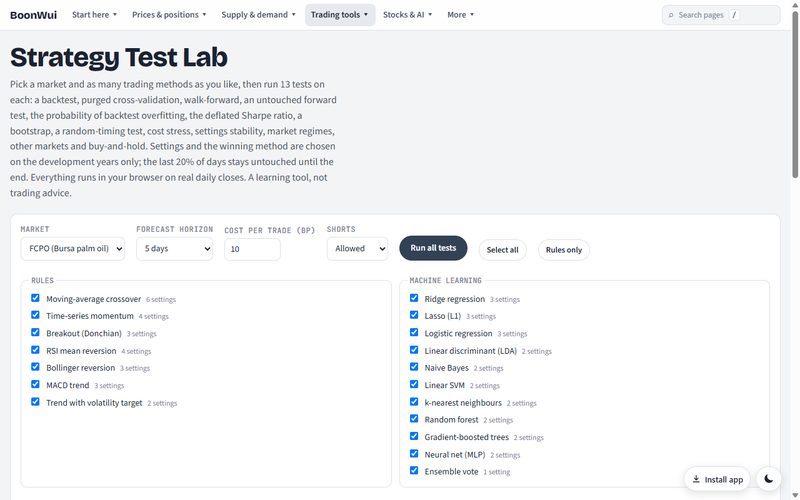 BoonWui Start here Prices & positions Supply & demand Trading tools Stocks & AI More Search pages /
Strategy Test Lab
Pick a market and as many trading methods as you like, then run 13 tests on
each: a backtest, purged cross-validation, walk-forward, an untouched forward
test, the probability of backtest overfitting, the deflated Sharpe ratio, a
bootstrap, a random-timing test, cost stress, settings stability, market regimes,
other markets and buy-and-hold. Settings and the winning method are chosen
on the development years only; the last 20% of days stays untouched until the
end. Everything runs in your browser on real daily closes. A learning tool, not
trading advice.
MARKET FORECAST HORIZON COST PER TRADE (BP) SHORTS
FCPO (Bursa palm oil) 5 days 10 Allowed Run all tests Select all Rules only
RULES
Moving-average crossover 6 settings
Time-series momentum 4 settings
Breakout (Donchian) 3 settings
RSI mean reversion 4 settings
Bollinger reversion 3 settings
MACD trend 3 settings
Trend with volatility target 2 settings
MACHINE LEARNING
Ridge regression 3 settings
Lasso (L1) 3 settings
Logistic regression 3 settings
Linear discriminant (LDA) 2 settings
Naive Bayes 2 settings
Linear SVM 2 settings
k-nearest neighbours 2 settings
Random forest 2 settings
Gradient-boosted trees 2 settings
Neural net (MLP) 2 settings
Ensemble vote 1 setting
Install app